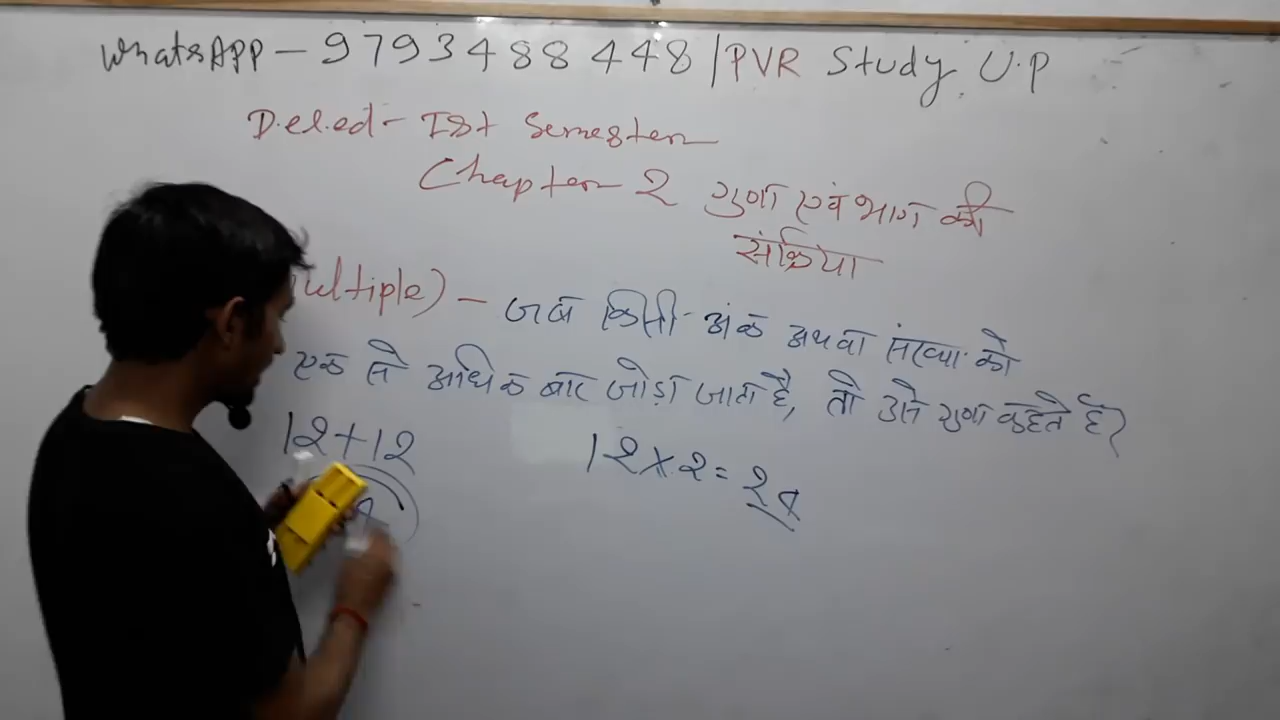 WhatsApp - 9793488448 | PVR Study U.P
D.el.ed - Ist Semester
Chapter 2 गुणा एवं भाग की
संक्रिया
ultiple) - जब किसी अंक अथवा संख्या को
एक से अधिक बार जोड़ा जाता है, तो उसे गुणा कहते है?
12+12
12×2=24